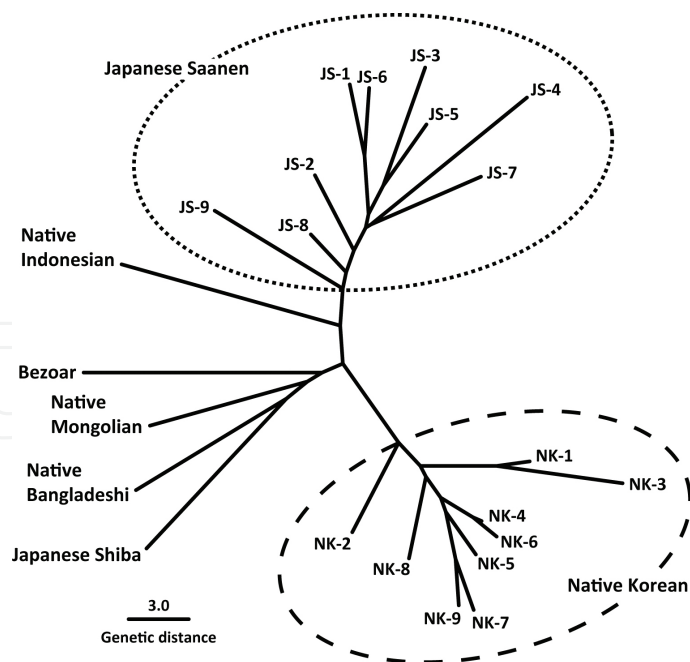 Japanese Saanen
JS-1
JS-6
JS-3
JS-4
JS-5
JS-2
JS-7
JS-9
JS-8
Native
Indonesian
Bezoar
Native
Mongolian
Native
Bangladeshi
Japanese Shiba
NK-1
NK-3
NK-4
NK-2
NK-6
NK-5
NK-8
Native Korean
NK-9
NK-7
3.0
Genetic distance